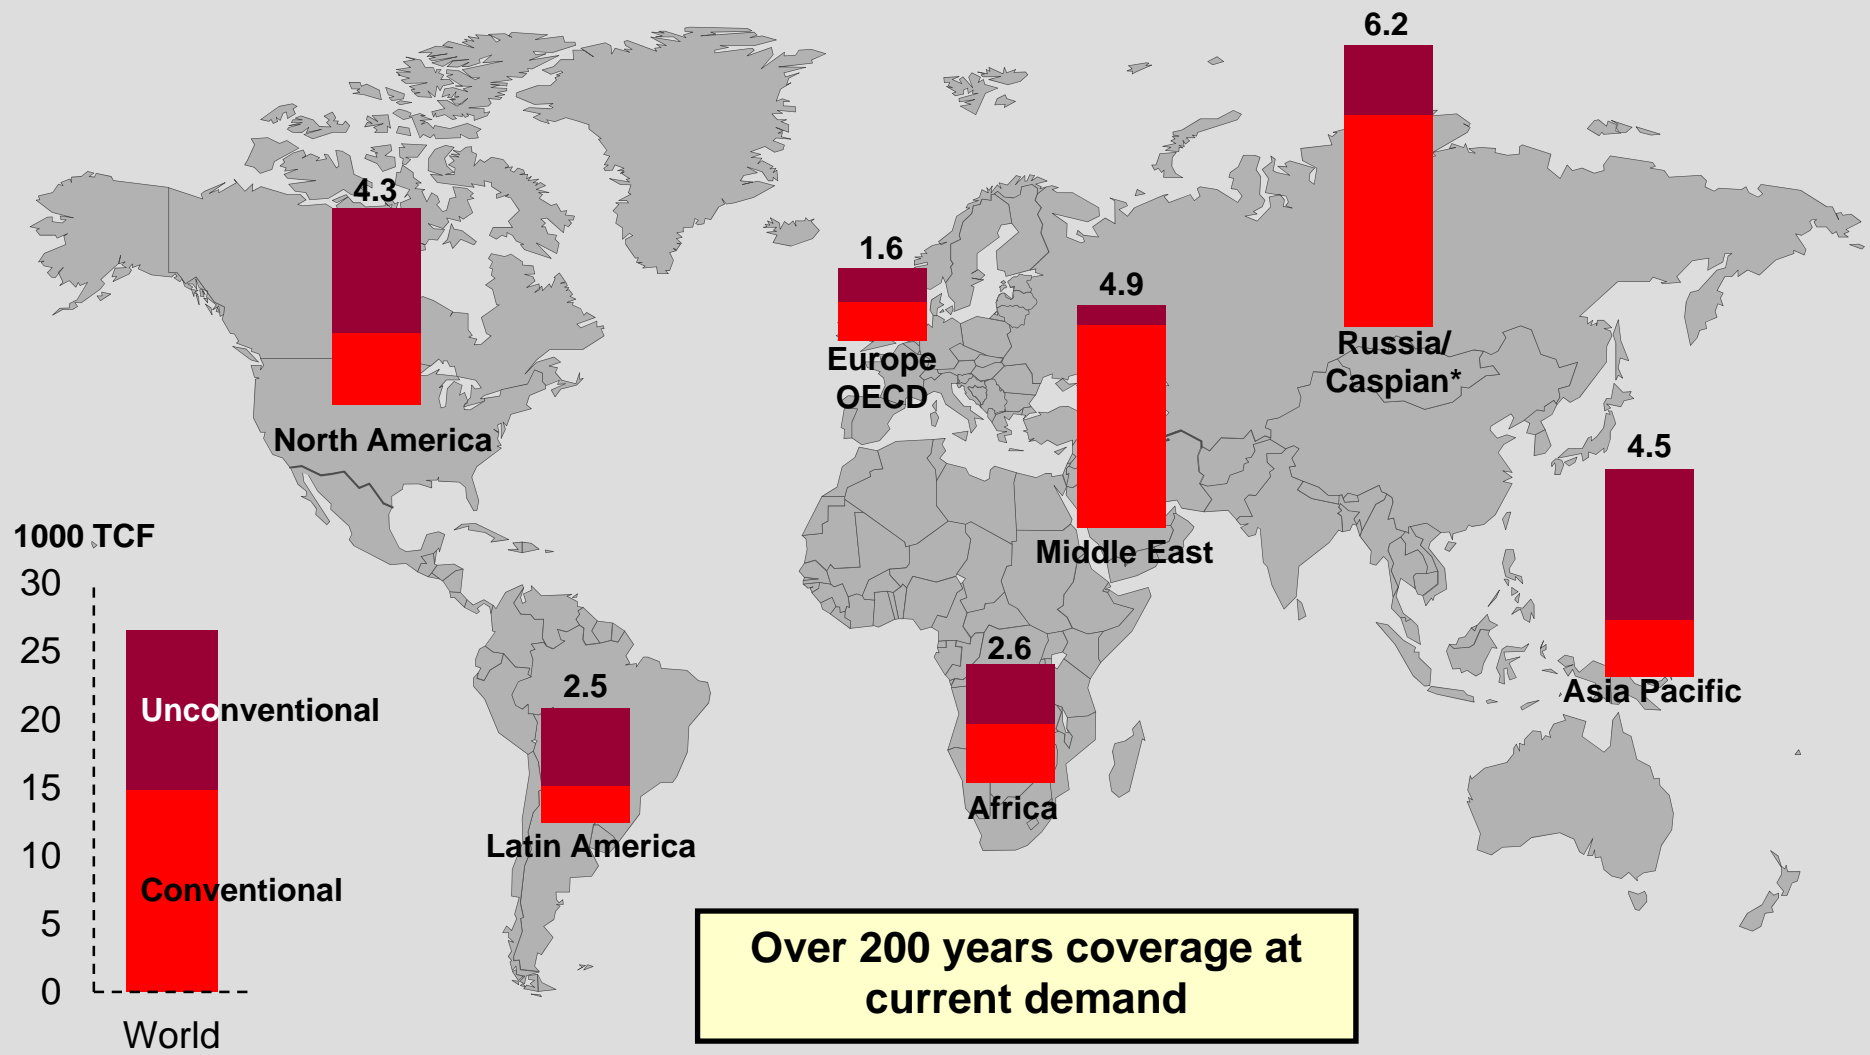 6.2
4.3
1.6
4.9
Russia/
Caspian*
Europe
OECD
North America
4.5
1000 TCF
Middle East
30
25
20
15
10
5
0
Unconventional
Conventional
World
2.5
Latin America
2.6
Africa
Asia Pacific
Over 200 years coverage at
current demand